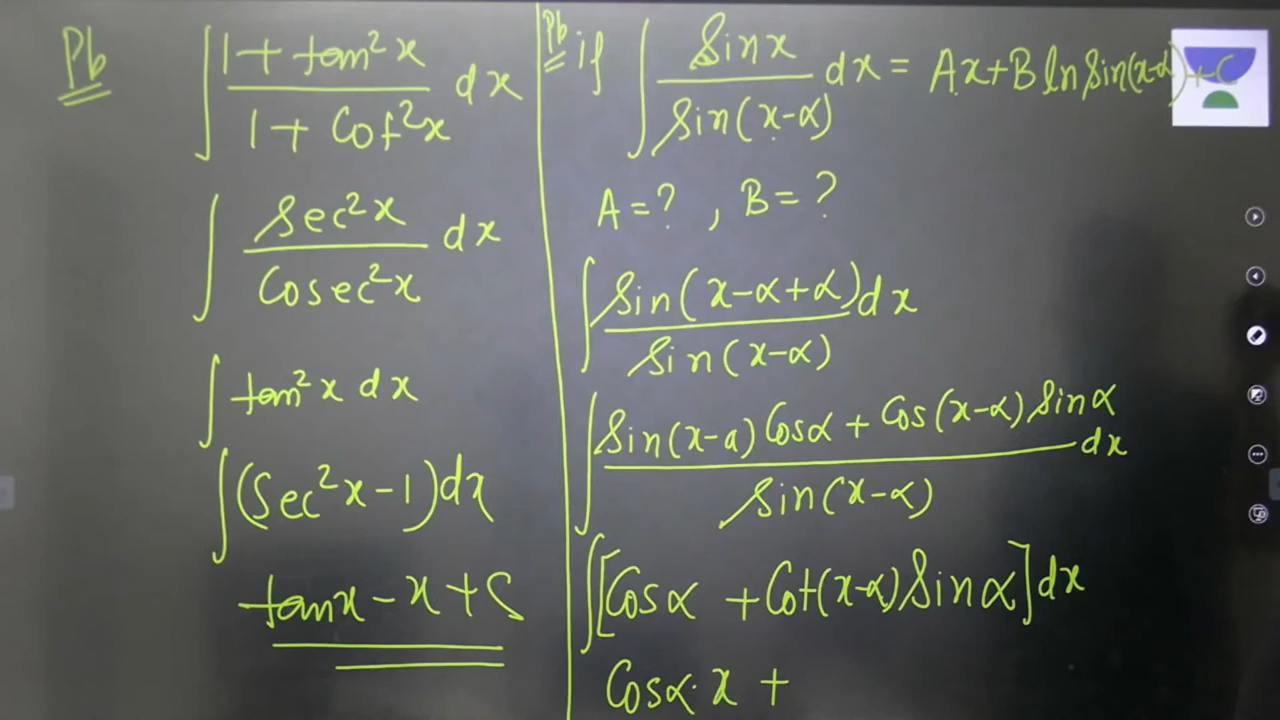 Pb
∫ (1 + tan²x)/(1 + Cot²x) dx
∫ (Sec²x)/(Cosec²x) dx
∫ tan²x dx
∫ (Sec²x − 1) dx
tanx − x + C
Pb if ∫ (Sinx)/(Sin(x−α)) dx = Ax + B ln Sin(x−α) + C
A = ? , B = ?
∫ (Sin(x−α+α))/(Sin(x−α)) dx
∫ (Sin(x−a) Cosα + Cos(x−α) Sinα)/(Sin(x−α)) dx
∫ [Cosα + Cot(x−α) Sinα] dx
Cosα·x +